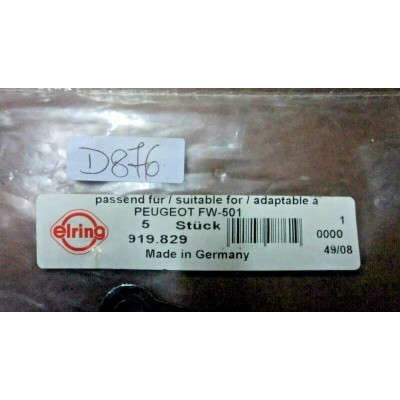 D876
passend für / suitable for / adaptable à
PEUGEOT FW-501
elring
5 Stück
1
919.829
0000
Made in Germany
49/08